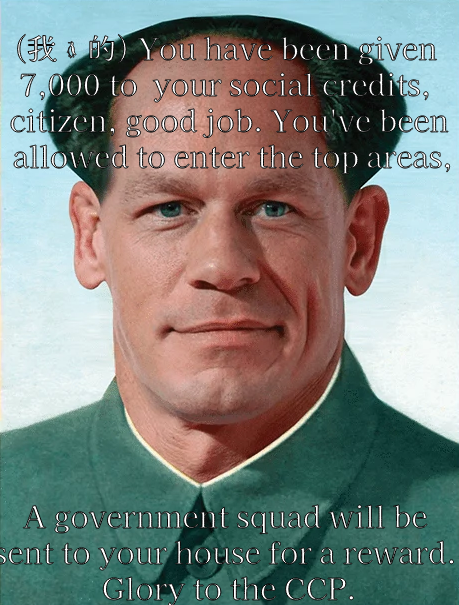 (我的) You have been given
7,000 to your social credits,
citizen, good job. You've been
allowed to enter the top areas,
A government squad will be
sent to your house for a reward.
Glory to the CCP.